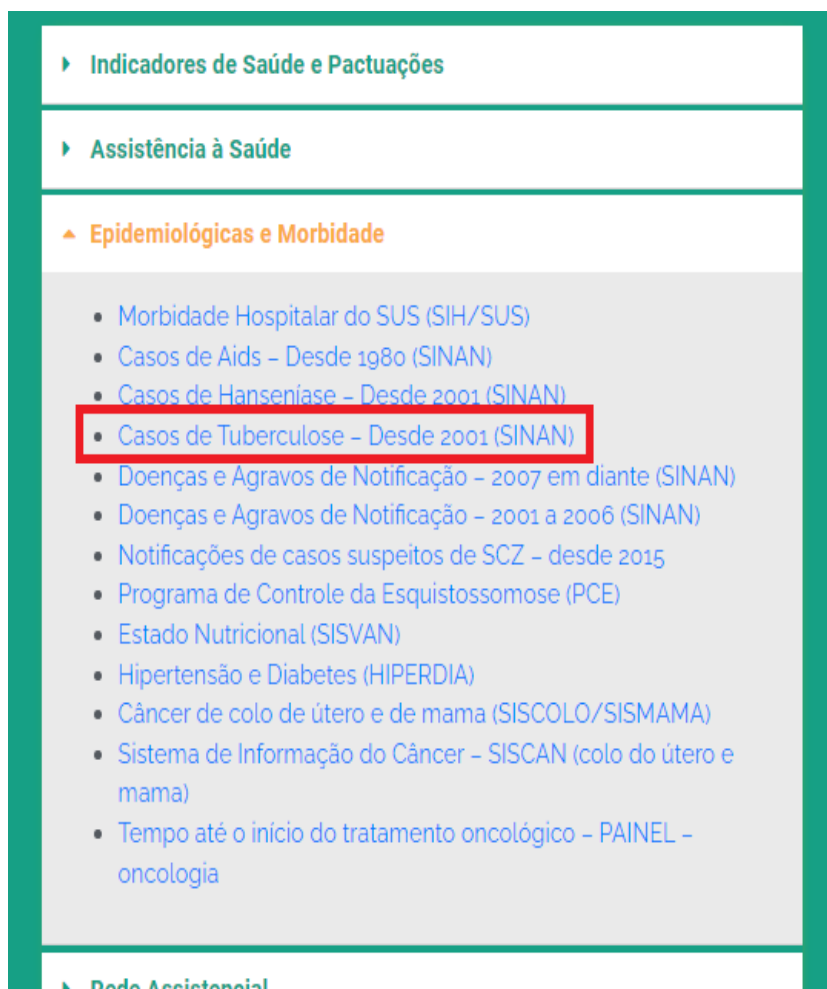 Indicadores de Saúde e Pactuações
Assistência à Saúde
Epidemiológicas e Morbidade
Morbidade Hospitalar do SUS (SIH/SUS)
Casos de Aids – Desde 1980 (SINAN)
Casos de Hanseníase – Desde 2001 (SINAN)
Casos de Tuberculose – Desde 2001 (SINAN)
Doenças e Agravos de Notificação – 2007 em diante (SINAN)
Doenças e Agravos de Notificação – 2001 a 2006 (SINAN)
Notificações de casos suspeitos de SCZ – desde 2015
Programa de Controle da Esquistossomose (PCE)
Estado Nutricional (SISVAN)
Hipertensão e Diabetes (HIPERDIA)
Câncer de colo de útero e de mama (SISCOLO/SISMAMA)
Sistema de Informação do Câncer – SISCAN (colo do útero e
mama)
Tempo até o início do tratamento oncológico – PAINEL –
oncologia
Rede Assistencial